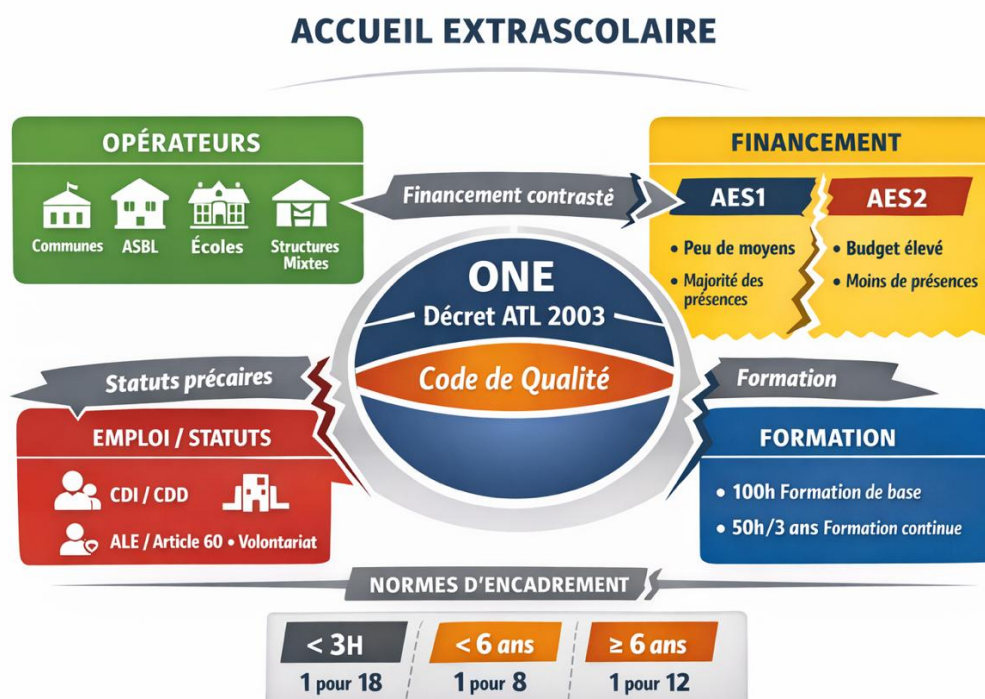 ACCUEIL EXTRASCOLAIRE
OPÉRATEURS
Communes
ASBL
Écoles
Structures
Mixtes
Financement contrasté
FINANCEMENT
AES1
• Peu de moyens
• Majorité des
présences
AES2
• Budget élevé
• Moins de présences
ONE
Décret ATL 2003
Code de Qualité
Statuts précaires
EMPLOI / STATUTS
CDI / CDD
ALE / Article 60 • Volontariat
Formation
FORMATION
• 100h Formation de base
• 50h/3 ans Formation continue
NORMES D'ENCADREMENT
< 3H
1 pour 18
< 6 ans
1 pour 8
≥ 6 ans
1 pour 12